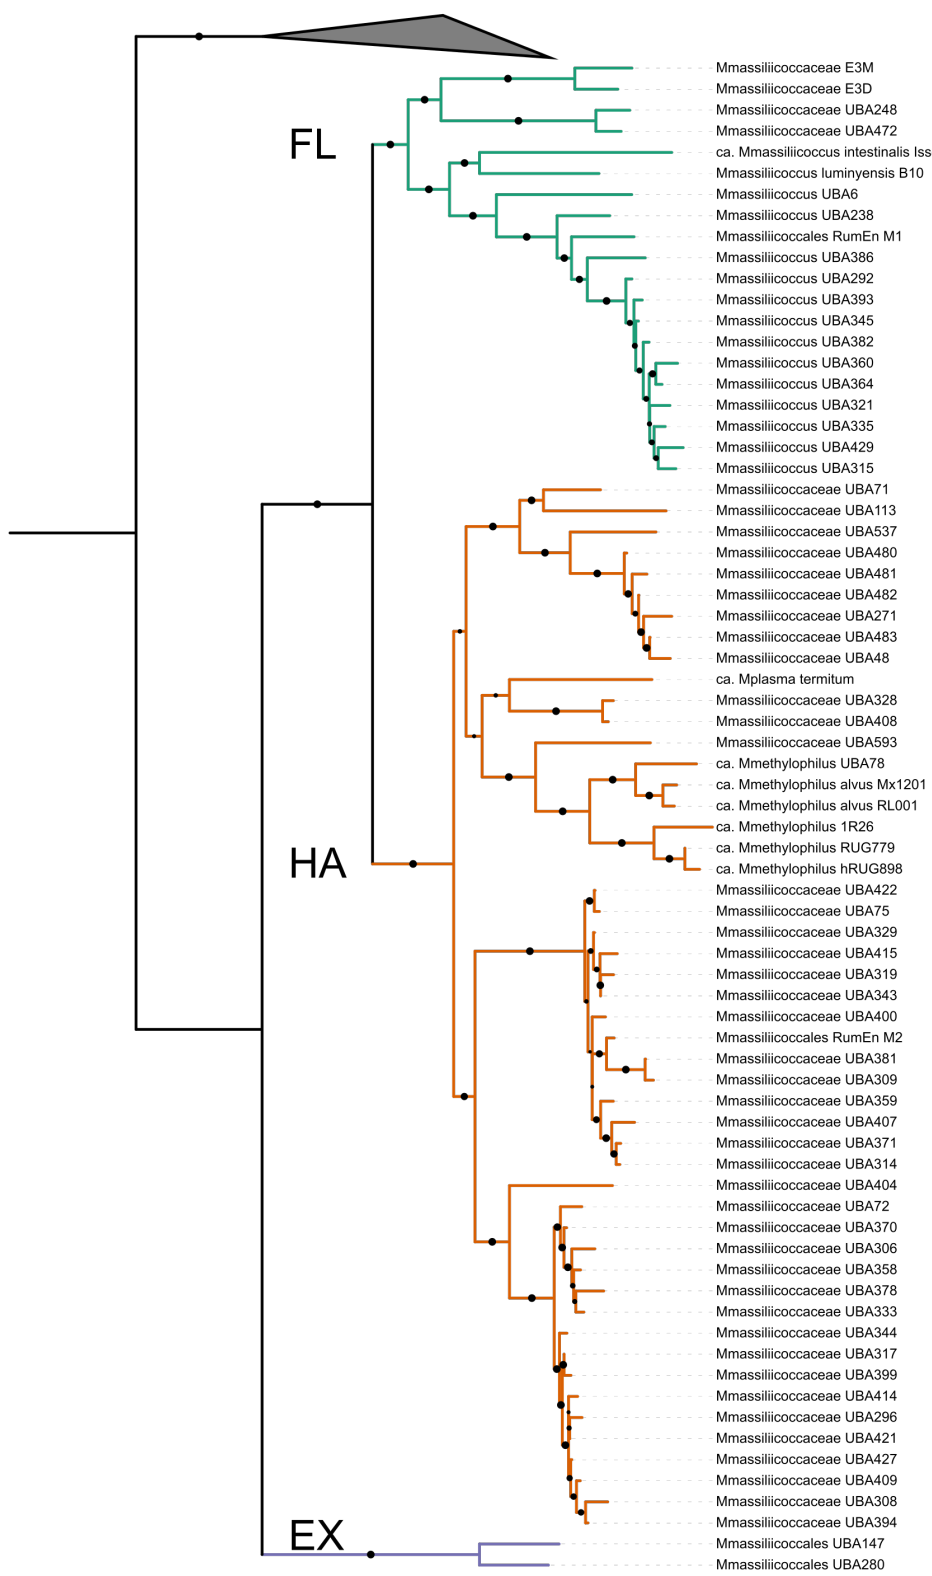 Mmassiliicoccaceae E3M
Mmassiliicoccaceae E3D
Mmassiliicoccaceae UBA248
FL
Mmassiliicoccaceae UBA472
ca. Mmassiliicoccus intestinalis Iss
Mmassiliicoccus luminyensis B10
Mmassiliicoccus UBA6
Mmassiliicoccus UBA238
Mmassiliicoccales RumEn M1
Mmassiliicoccus UBA386
Mmassiliicoccus UBA292
Mmassiliicoccus UBA393
Mmassiliicoccus UBA345
Mmassiliicoccus UBA382
Mmassiliicoccus UBA360
Mmassiliicoccus UBA364
Mmassiliicoccus UBA321
Mmassiliicoccus UBA335
Mmassiliicoccus UBA429
Mmassiliicoccus UBA315
Mmassiliicoccaceae UBA71
Mmassiliicoccaceae UBA113
Mmassiliicoccaceae UBA537
Mmassiliicoccaceae UBA480
Mmassiliicoccaceae UBA481
Mmassiliicoccaceae UBA482
Mmassiliicoccaceae UBA271
Mmassiliicoccaceae UBA483
Mmassiliicoccaceae UBA48
ca. Mplasma termitum
Mmassiliicoccaceae UBA328
Mmassiliicoccaceae UBA408
Mmassiliicoccaceae UBA593
ca. Mmethylophilus UBA78
ca. Mmethylophilus alvus Mx1201
ca. Mmethylophilus alvus RL001
ca. Mmethylophilus 1R26
ca. Mmethylophilus RUG779
HA
ca. Mmethylophilus hRUG898
Mmassiliicoccaceae UBA422
Mmassiliicoccaceae UBA75
Mmassiliicoccaceae UBA329
Mmassiliicoccaceae UBA415
Mmassiliicoccaceae UBA319
Mmassiliicoccaceae UBA343
Mmassiliicoccaceae UBA400
Mmassiliicoccales RumEn M2
Mmassiliicoccaceae UBA381
Mmassiliicoccaceae UBA309
Mmassiliicoccaceae UBA359
Mmassiliicoccaceae UBA407
Mmassiliicoccaceae UBA371
Mmassiliicoccaceae UBA314
Mmassiliicoccaceae UBA404
Mmassiliicoccaceae UBA72
Mmassiliicoccaceae UBA370
Mmassiliicoccaceae UBA306
Mmassiliicoccaceae UBA358
Mmassiliicoccaceae UBA378
Mmassiliicoccaceae UBA333
Mmassiliicoccaceae UBA344
Mmassiliicoccaceae UBA317
Mmassiliicoccaceae UBA399
Mmassiliicoccaceae UBA414
Mmassiliicoccaceae UBA296
Mmassiliicoccaceae UBA421
Mmassiliicoccaceae UBA427
Mmassiliicoccaceae UBA409
Mmassiliicoccaceae UBA308
Mmassiliicoccaceae UBA394
EX
Mmassiliicoccales UBA147
Mmassiliicoccales UBA280